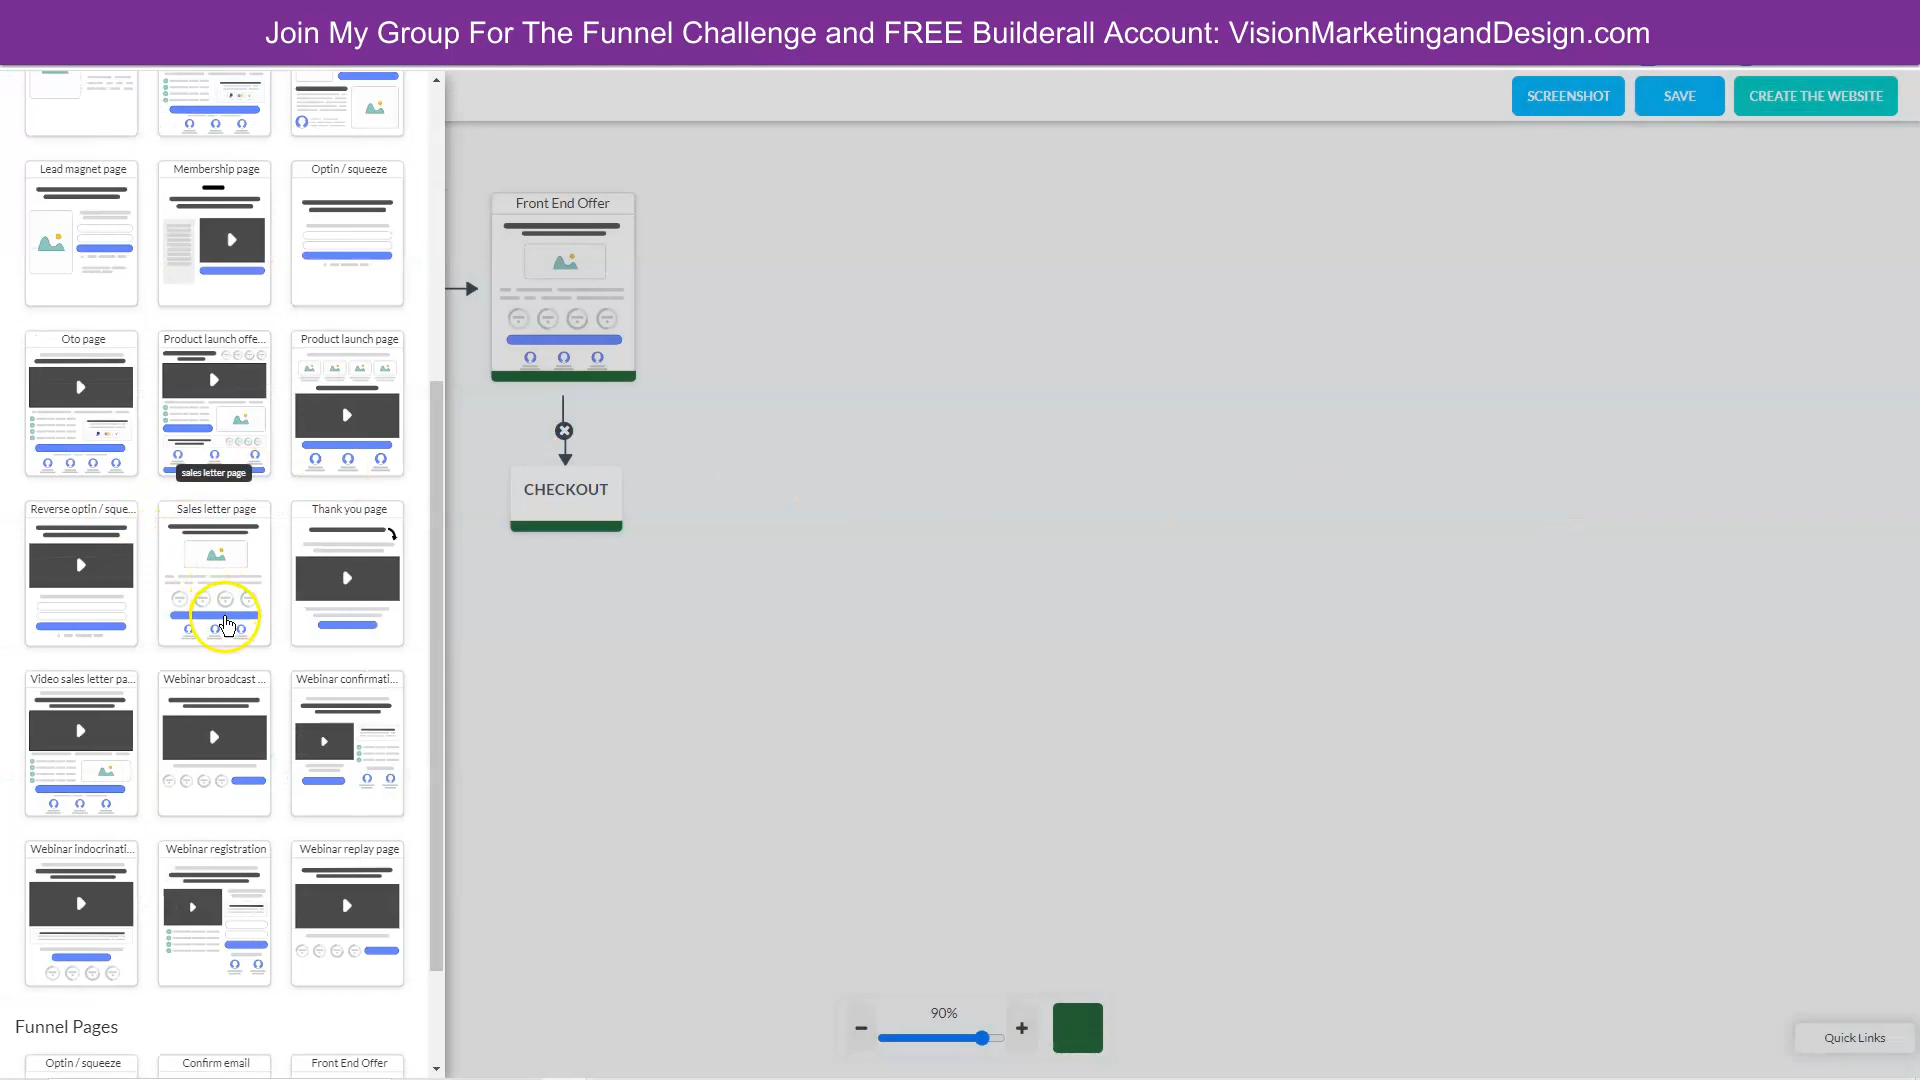 Join My Group For The Funnel Challenge and FREE Builderall Account: VisionMarketingandDesign.com
SCREENSHOT
SAVE
CREATE THE WEBSITE
Lead magnet page
Membership page
Optin / squeeze
Front End Offer
Oto page
Product launch offe...
Product launch page
sales letter page
CHECKOUT
Reverse optin / sque...
Sales letter page
Thank you page
Video sales letter pa...
Webinar broadcast ...
Webinar confirmati...
Webinar indocrinati...
Webinar registration
Webinar replay page
90%
Funnel Pages
Quick Links
Optin / squeeze
Confirm email
Front End Offer